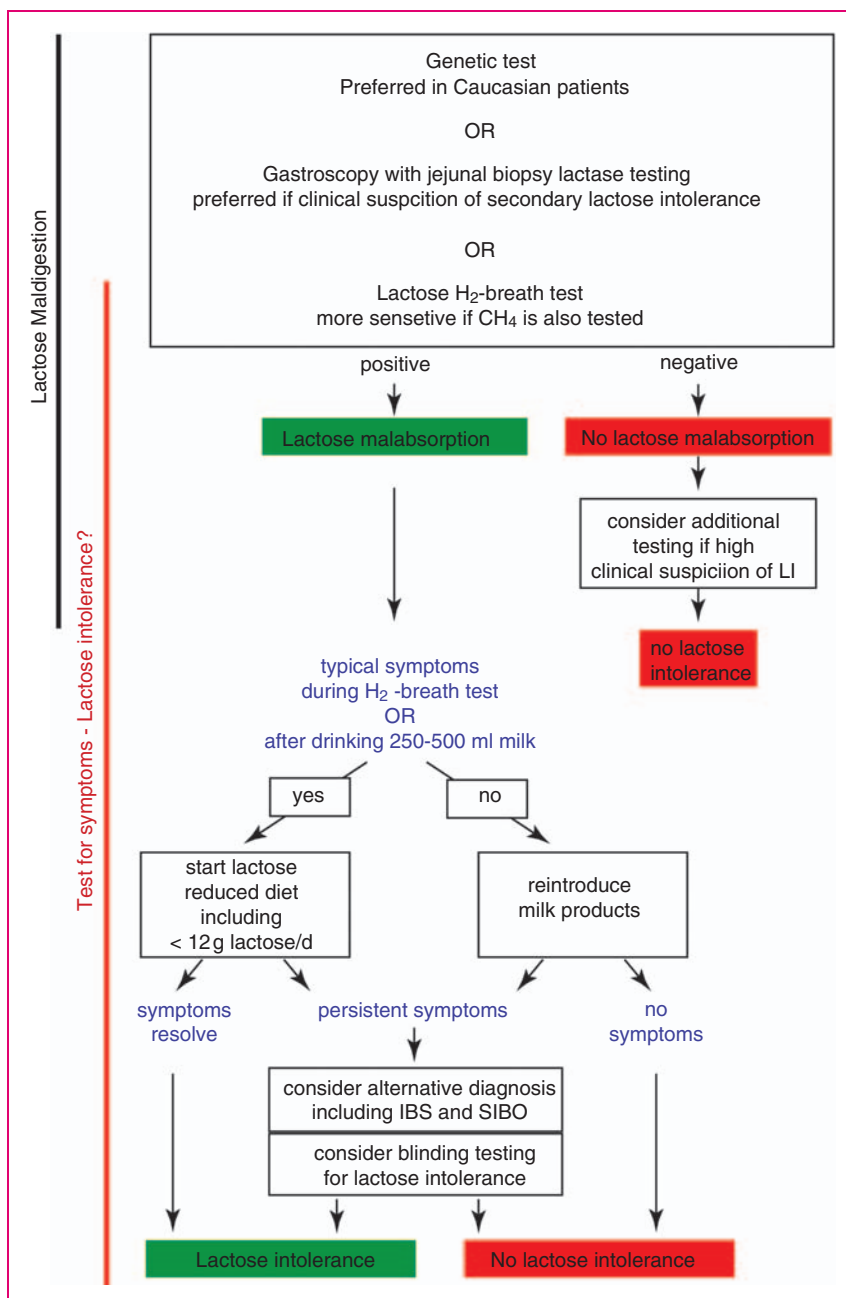 Lactose Maldigestion
Test for symptoms - Lactose intolerance?
Genetic test
Preferred in Caucasian patients
OR
Gastroscopy with jejunal biopsy lactase testing
preferred if clinical suspcition of secondary lactose intolerance
OR
Lactose H₂-breath test
more sensetive if CH₄ is also tested
positive
negative
Lactose malabsorption
No lactose malabsorption
consider additional
testing if high
clinical suspiciion of LI
no lactose
intolerance
typical symptoms
during H₂ -breath test
OR
after drinking 250-500 ml milk
yes
no
start lactose
reduced diet
including
< 12g lactose/d
reintroduce
milk products
symptoms
resolve
persistent symptoms
no
symptoms
consider alternative diagnosis
including IBS and SIBO
consider blinding testing
for lactose intolerance
Lactose intolerance
No lactose intolerance